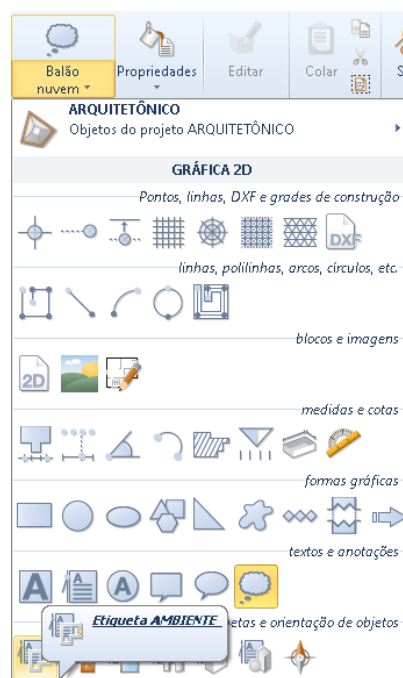 Balão
nuvem
Propriedades
Editar
Colar
S
ARQUITETÔNICO
Objetos do projeto ARQUITETÔNICO
GRÁFICA 2D
Pontos, linhas, DXF e grades de construção
DXF
linhas, polilinhas, arcos, círculos, etc.
blocos e imagens
2D
medidas e cotas
formas gráficas
textos e anotações
A A A
Etiqueta AMBIENTE
etas e orientação de objetos